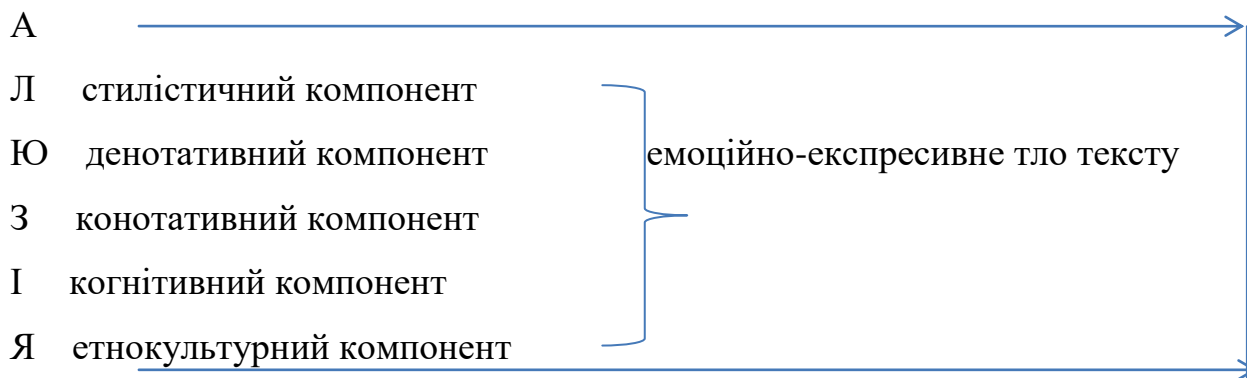 А
Л стилістичний компонент
Ю денотативний компонент емоційно-експресивне тло тексту
З конотативний компонент
І когнітивний компонент
Я етнокультурний компонент